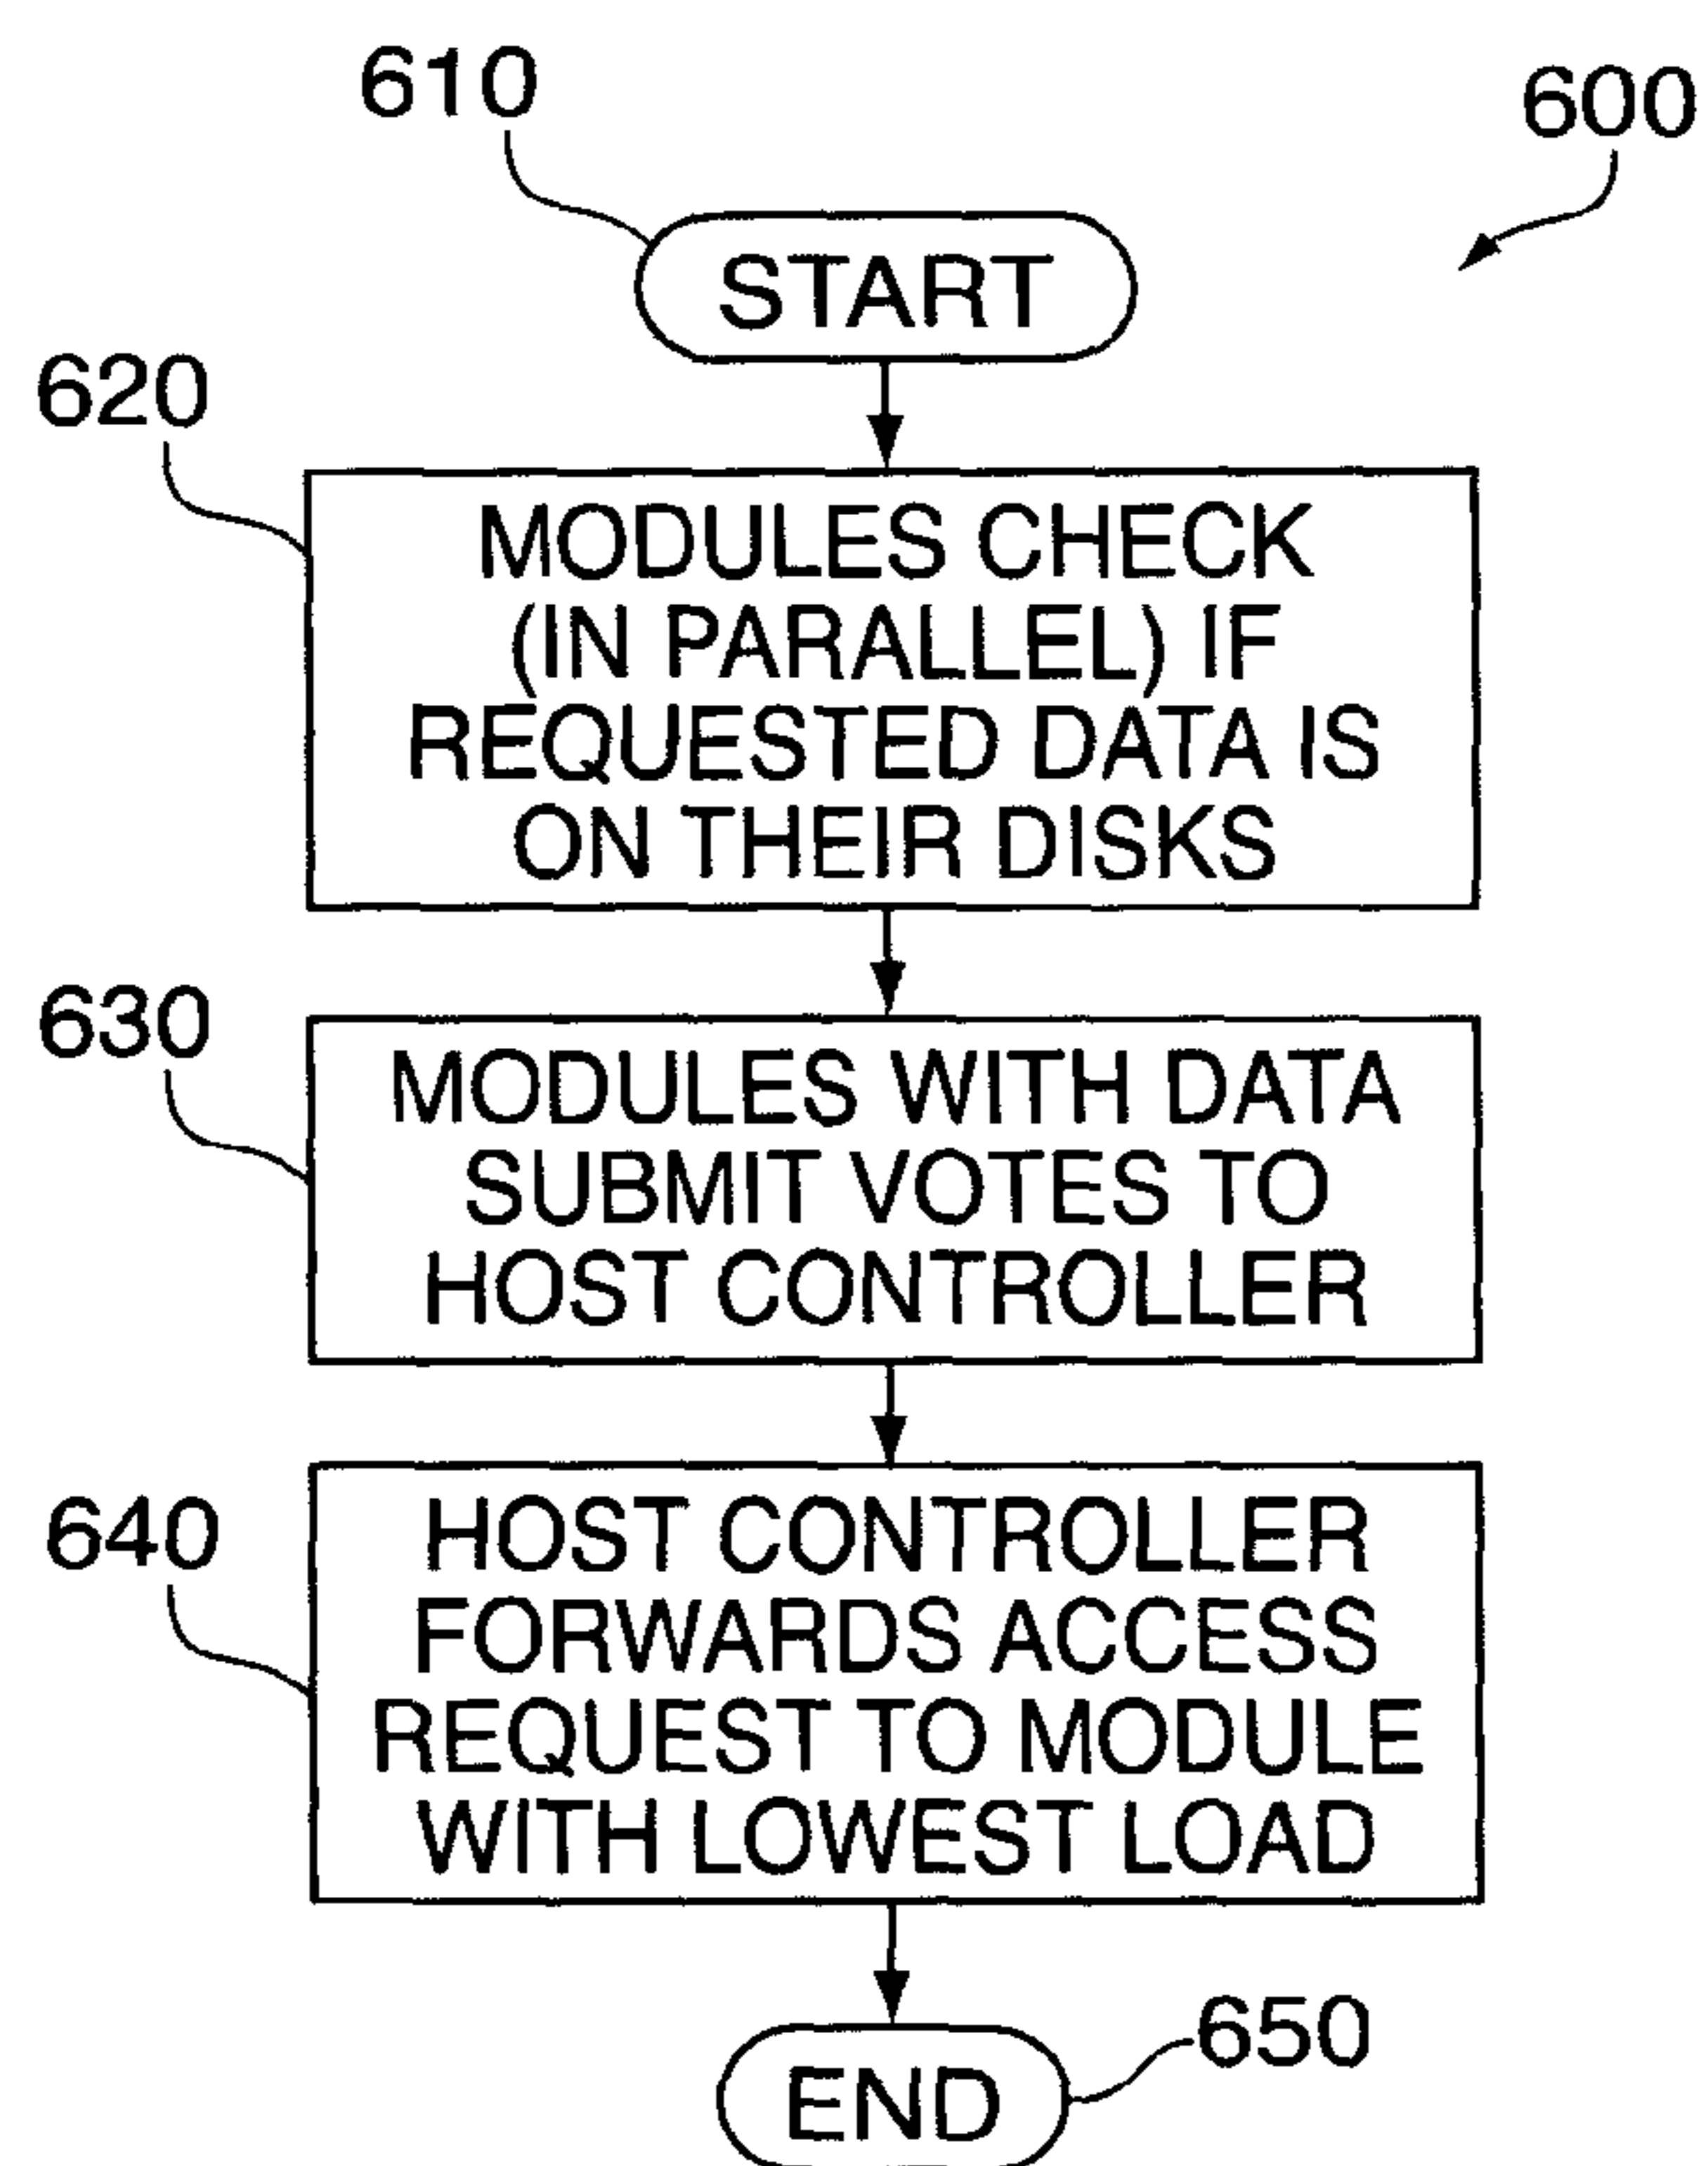 610
600
START
620
MODULES CHECK
(IN PARALLEL) IF
REQUESTED DATA IS
ON THEIR DISKS
630
MODULES WITH DATA
SUBMIT VOTES TO
HOST CONTROLLER
640
HOST CONTROLLER
FORWARDS ACCESS
REQUEST TO MODULE
WITH LOWEST LOAD
650
END